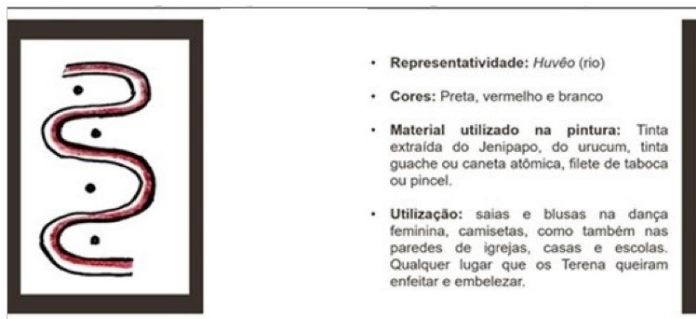 • Representatividade: Huvêo (rio)
• Cores: Preta, vermelho e branco
• Material utilizado na pintura: Tinta
extraída do Jenipapo, do urucum, tinta
guache ou caneta atômica, filete de taboca
ou pincel.
• Utilização: saias e blusas na dança
feminina, camisetas, como também nas
paredes de igrejas, casas e escolas.
Qualquer lugar que os Terena queiram
enfeitar e embelezar.